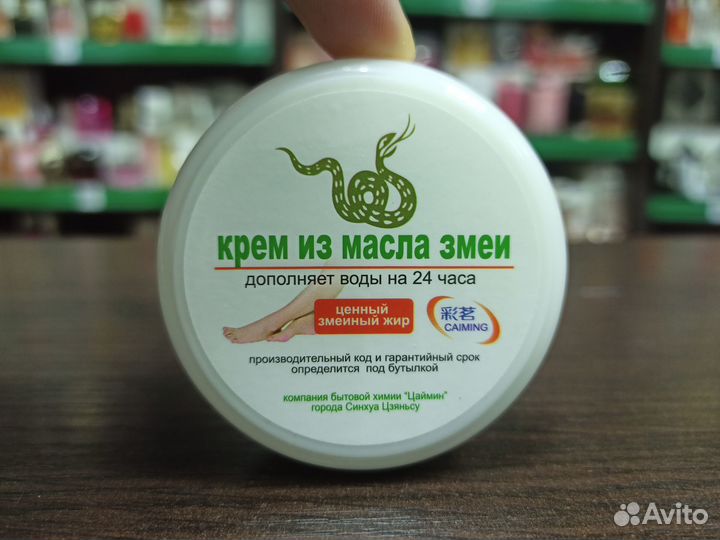 крем из масла змеи
дополняет воды на 24 часа
ценный
змеиный жир
彩茗
CAIMING
производительный код и гарантийный срок
определится под бутылкой
компания бытовой химии "Цаймин"
города Синхуа Цзяньсу
Avito